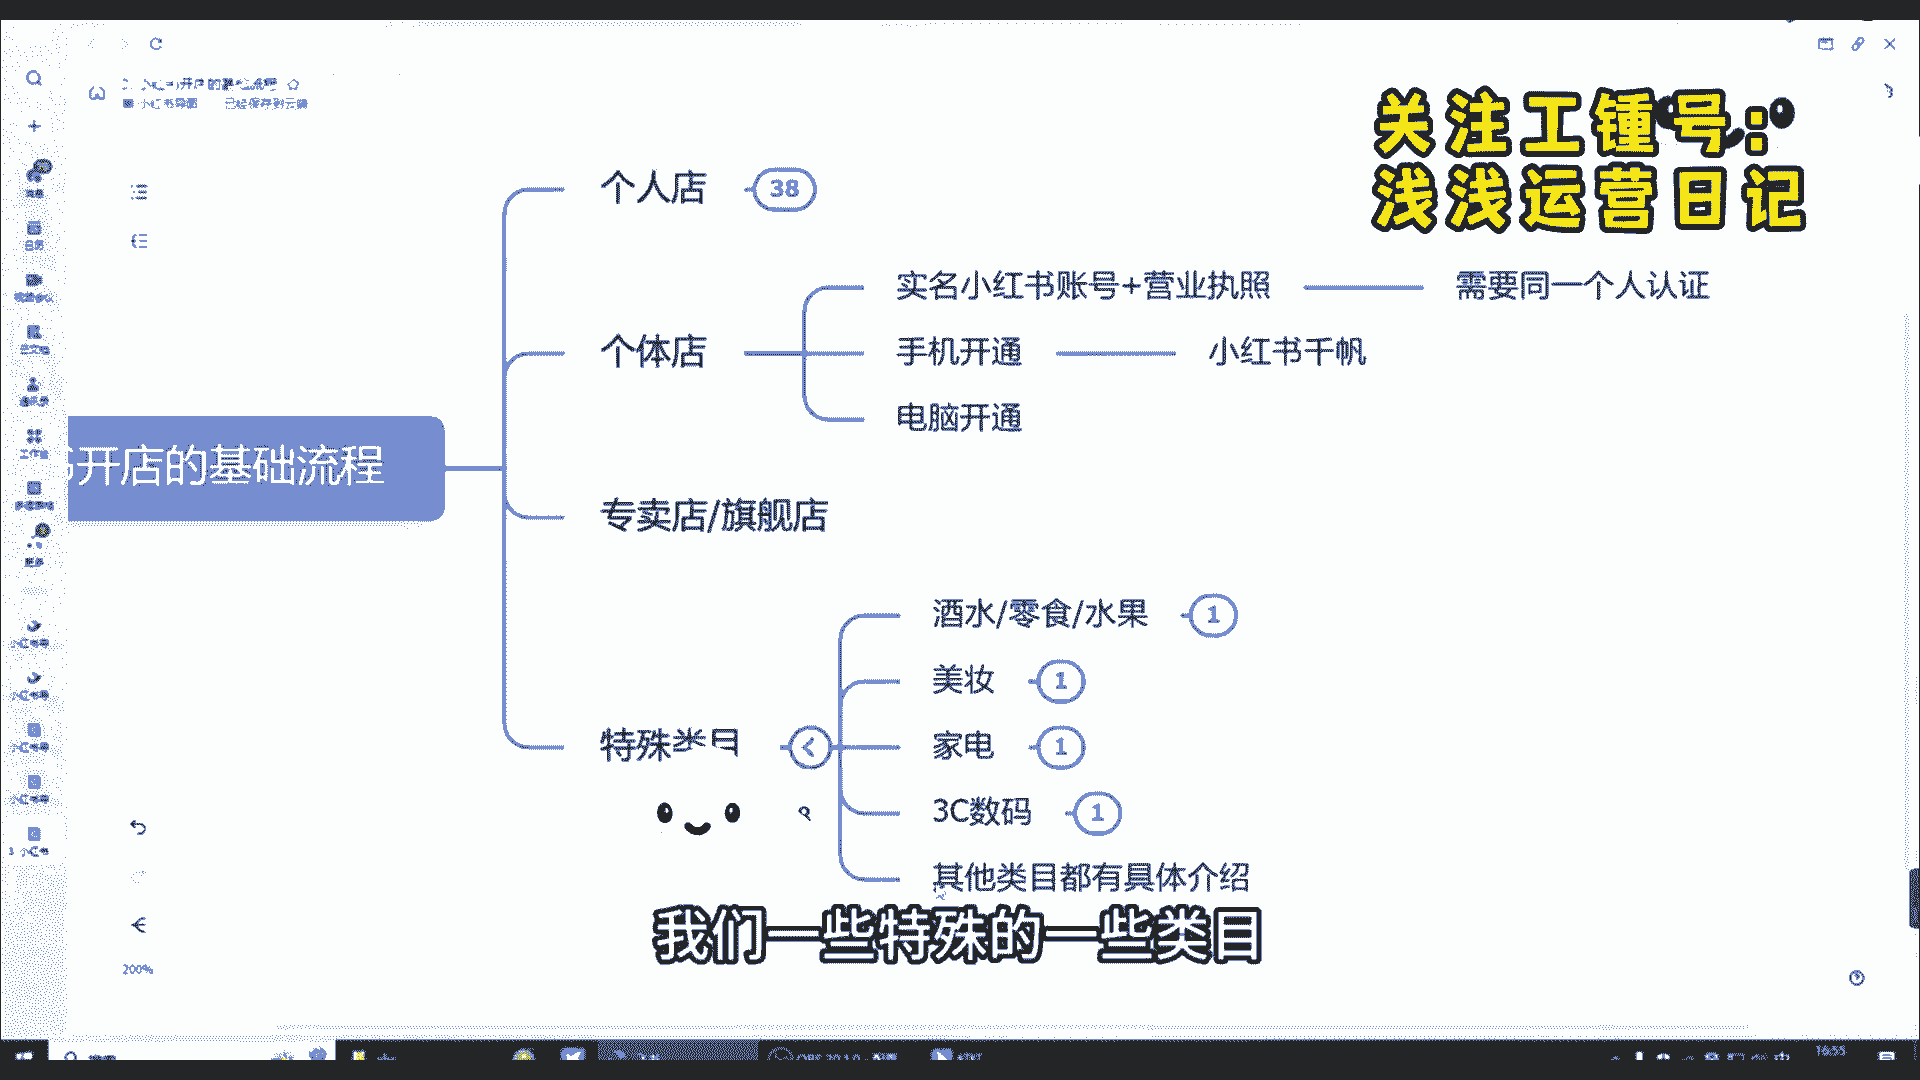 关注工锺号:
浅浅运营日记
个人店 38
实名小红书账号+营业执照 需要同一个人认证
个体店
手机开通 小红书千帆
电脑开通
开店的基础流程
专卖店/旗舰店
酒水/零食/水果 1
美妆 1
特殊类目
家电 1
3C数码 1
其他类目都有具体介绍
我们一些特殊的一些类目
200%
16:55